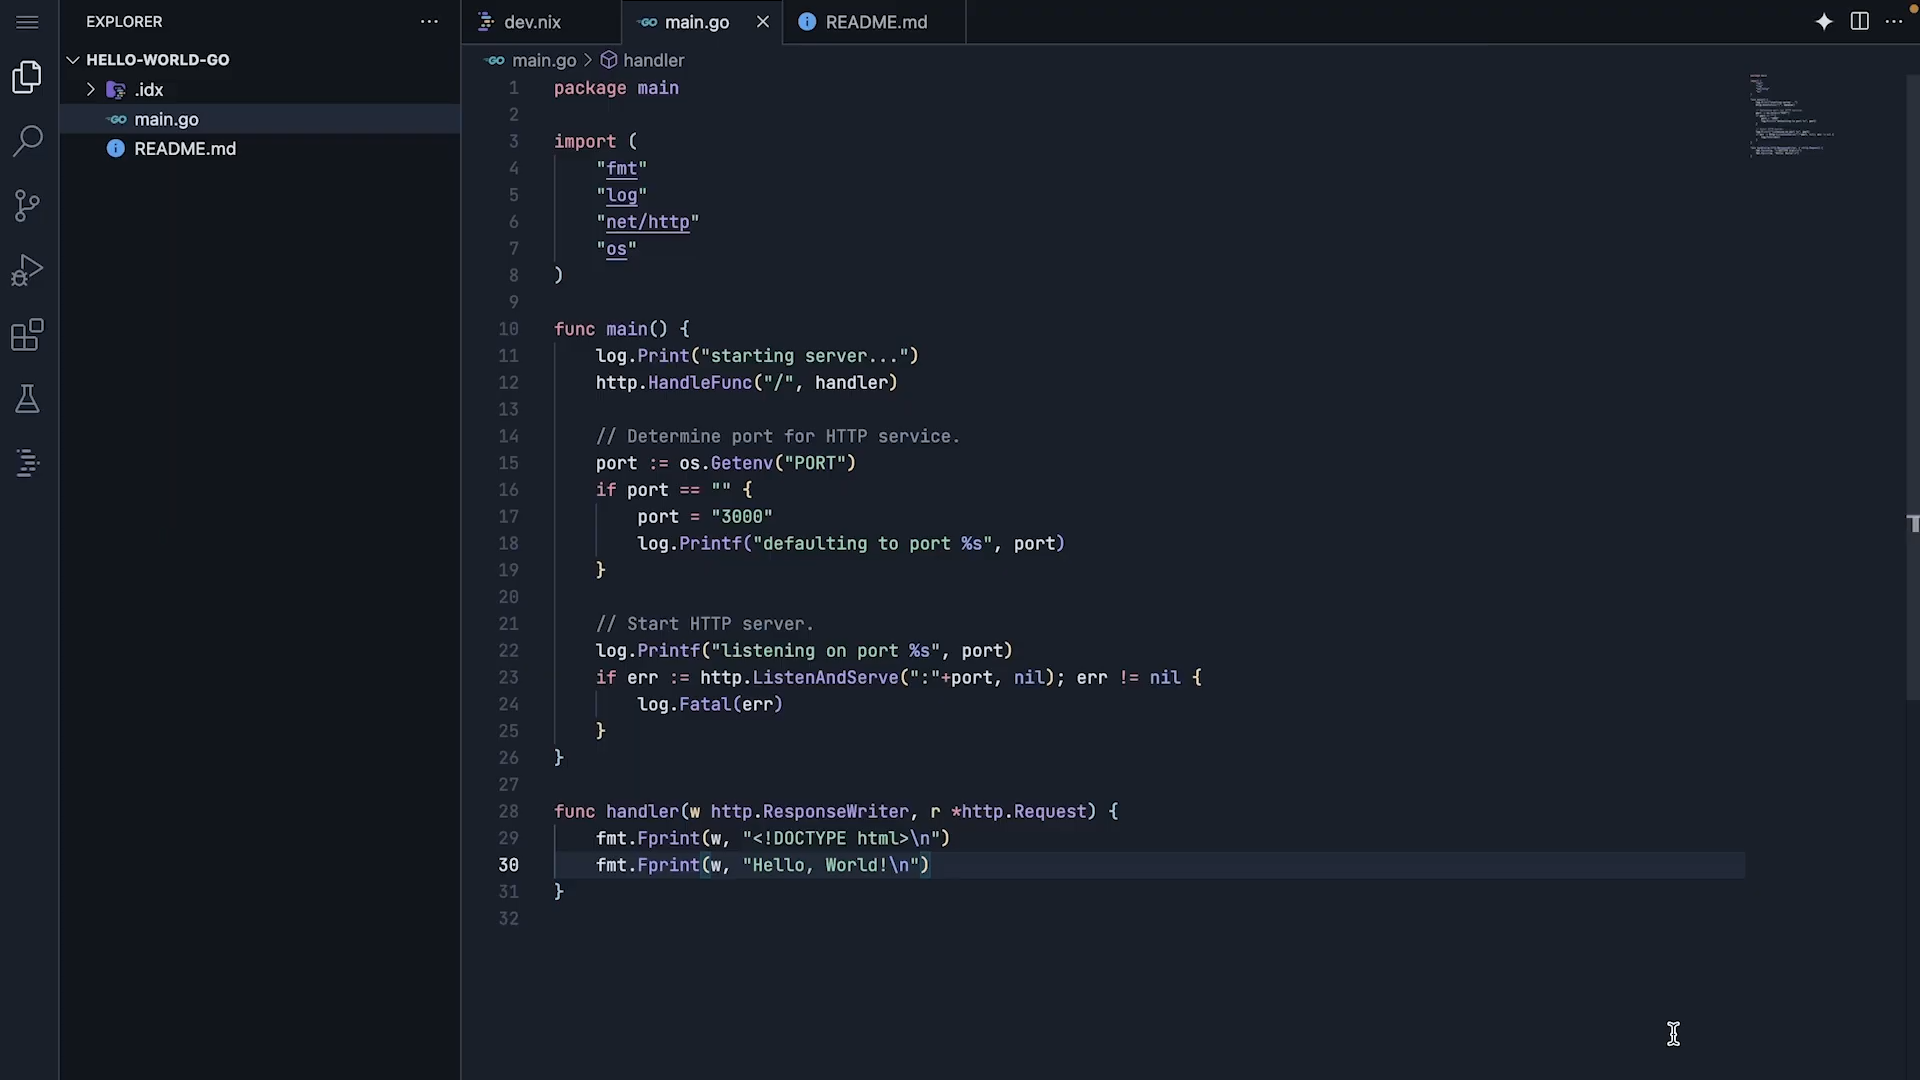 EXPLORER
HELLO-WORLD-GO
.idx
main.go
README.md
dev.nix
main.go
README.md
main.go > handler
1 package main
2
3 import (
4 "fmt"
5 "log"
6 "net/http"
7 "os"
8 )
9
10 func main() {
11 log.Print("starting server...")
12 http.HandleFunc("/", handler)
13
14 // Determine port for HTTP service.
15 port := os.Getenv("PORT")
16 if port == "" {
17 port = "3000"
18 log.Printf("defaulting to port %s", port)
19 }
20
21 // Start HTTP server.
22 log.Printf("listening on port %s", port)
23 if err := http.ListenAndServe(":"+port, nil); err != nil {
24 log.Fatal(err)
25 }
26 }
27
28 func handler(w http.ResponseWriter, r *http.Request) {
29 fmt.Fprint(w, "<!DOCTYPE html>\n")
30 fmt.Fprint(w, "Hello, World!\n")
31 }
32